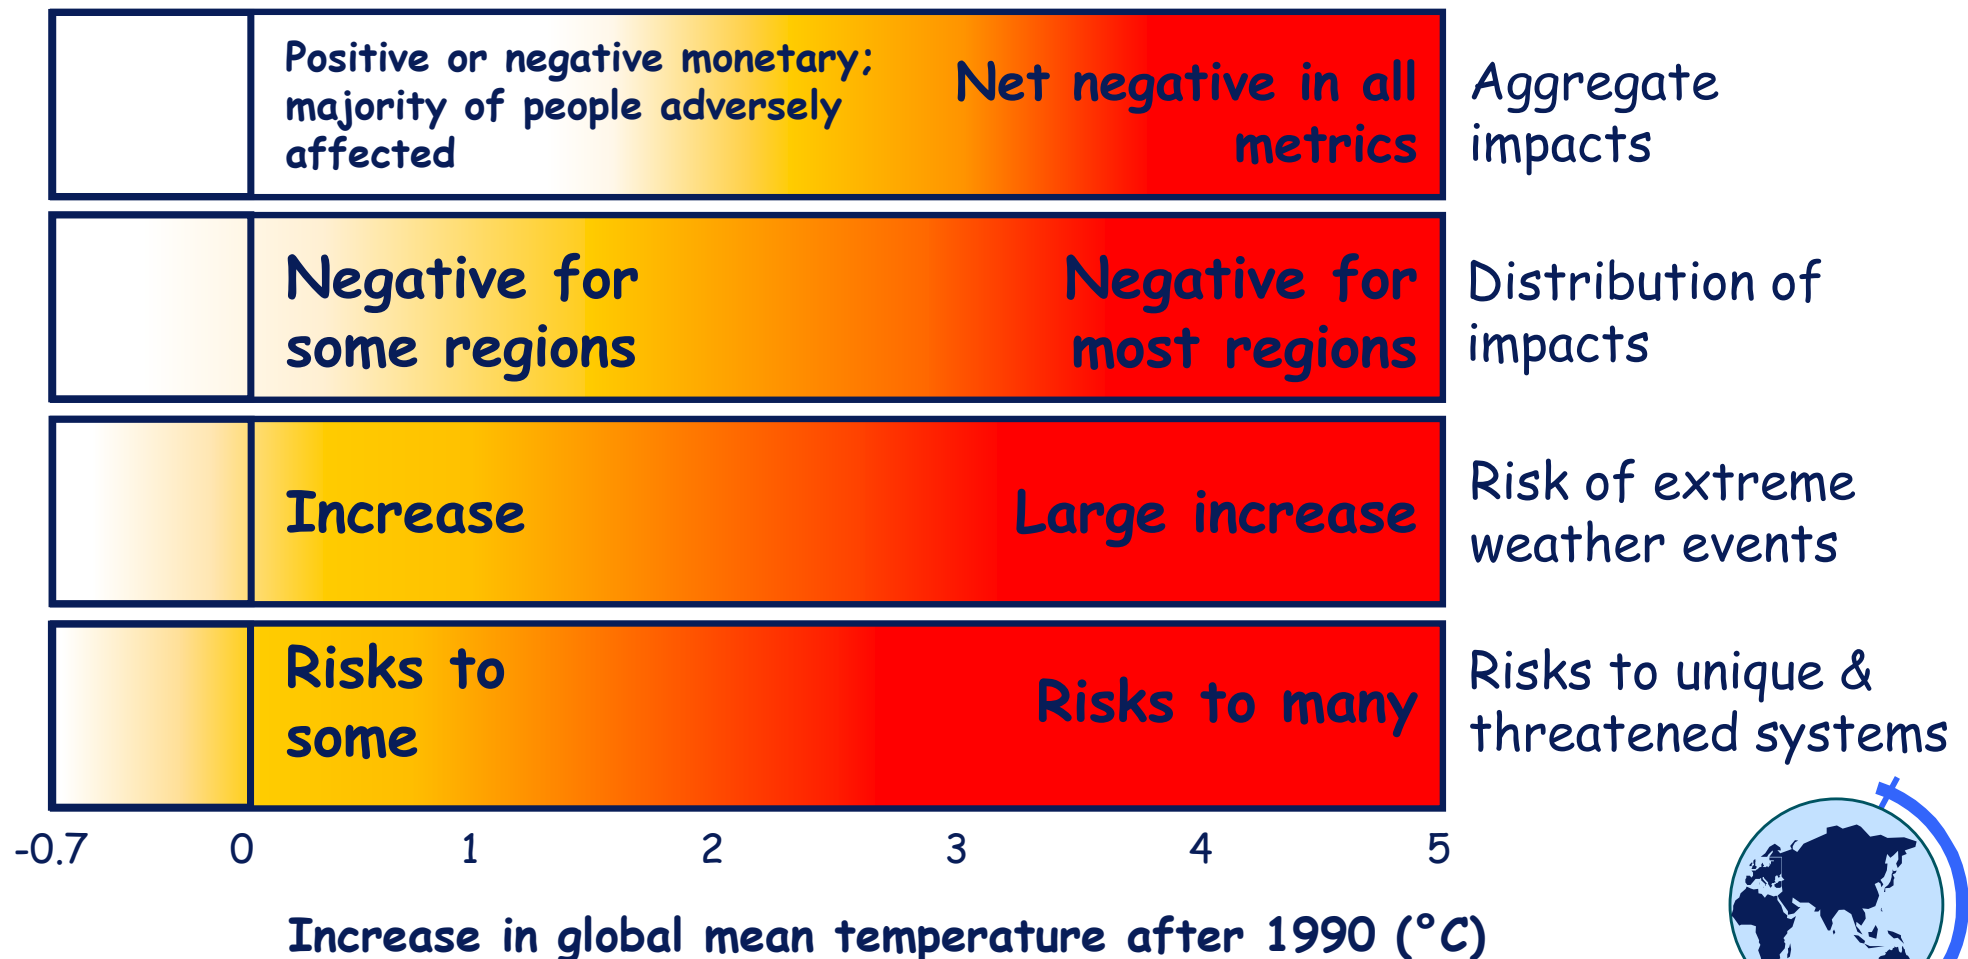 Positive or negative monetary;
majority of people adversely
affected
Net negative in all
metrics
Aggregate
impacts
Negative for
some regions
Negative for
most regions
Distribution of
impacts
Increase
Large increase
Risk of extreme
weather events
Risks to
some
Risks to many
Risks to unique &
threatened systems
-0.7 0 1 2 3 4 5
Increase in global mean temperature after 1990 (°C)